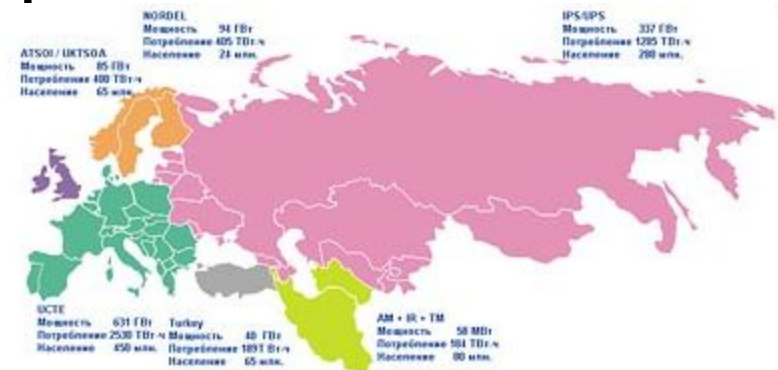 NORDEL
Мощность 94 ГВт
Потребление 405 ТВт-ч
Население 24 млн.
IPS/UPS
Мощность 337 ГВт
Потребление 1285 ТВт-ч
Население 280 млн.
ATSOI / UKTSOA
Мощность 85 ГВт
Потребление 400 ТВт-ч
Население 65 млн.
UCTE
Мощность 631 ГВт
Потребление 2530 ТВт-ч
Население 450 млн.
Turkey
Мощность 40 ГВт
Потребление 189Т Вт-ч
Население 65 млн.
AM + IR + TM
Мощность 58 МВт
Потребление 184 ТВт-ч
Население 80 млн.